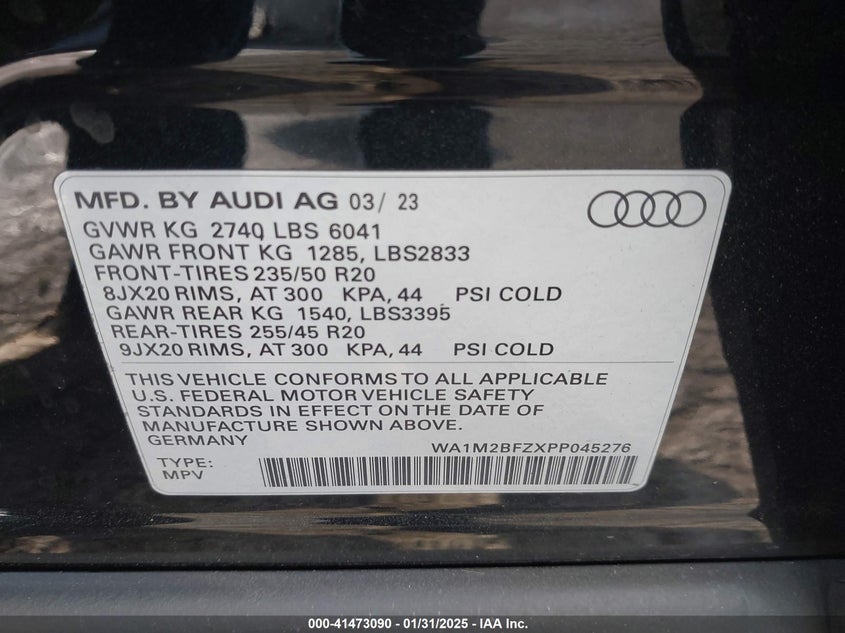 MFD. BY AUDI AG 03/ 23
GVWR KG 2740 LBS 6041
GAWR FRONT KG 1285, LBS2833
FRONT-TIRES 235/50 R20
8JX20 RIMS, AT 300 KPA, 44 PSI COLD
GAWR REAR KG 1540, LBS3395
REAR-TIRES 255/45 R20
9JX20 RIMS, AT 300 KPA, 44 PSI COLD
THIS VEHICLE CONFORMS TO ALL APPLICABLE
U.S. FEDERAL MOTOR VEHICLE SAFETY
STANDARDS IN EFFECT ON THE DATE OF
MANUFACTURE SHOWN ABOVE.
GERMANY WA1M2BFZXPP045276
TYPE:
MPV
000-41473090 - 01/31/2025 - IAA Inc.